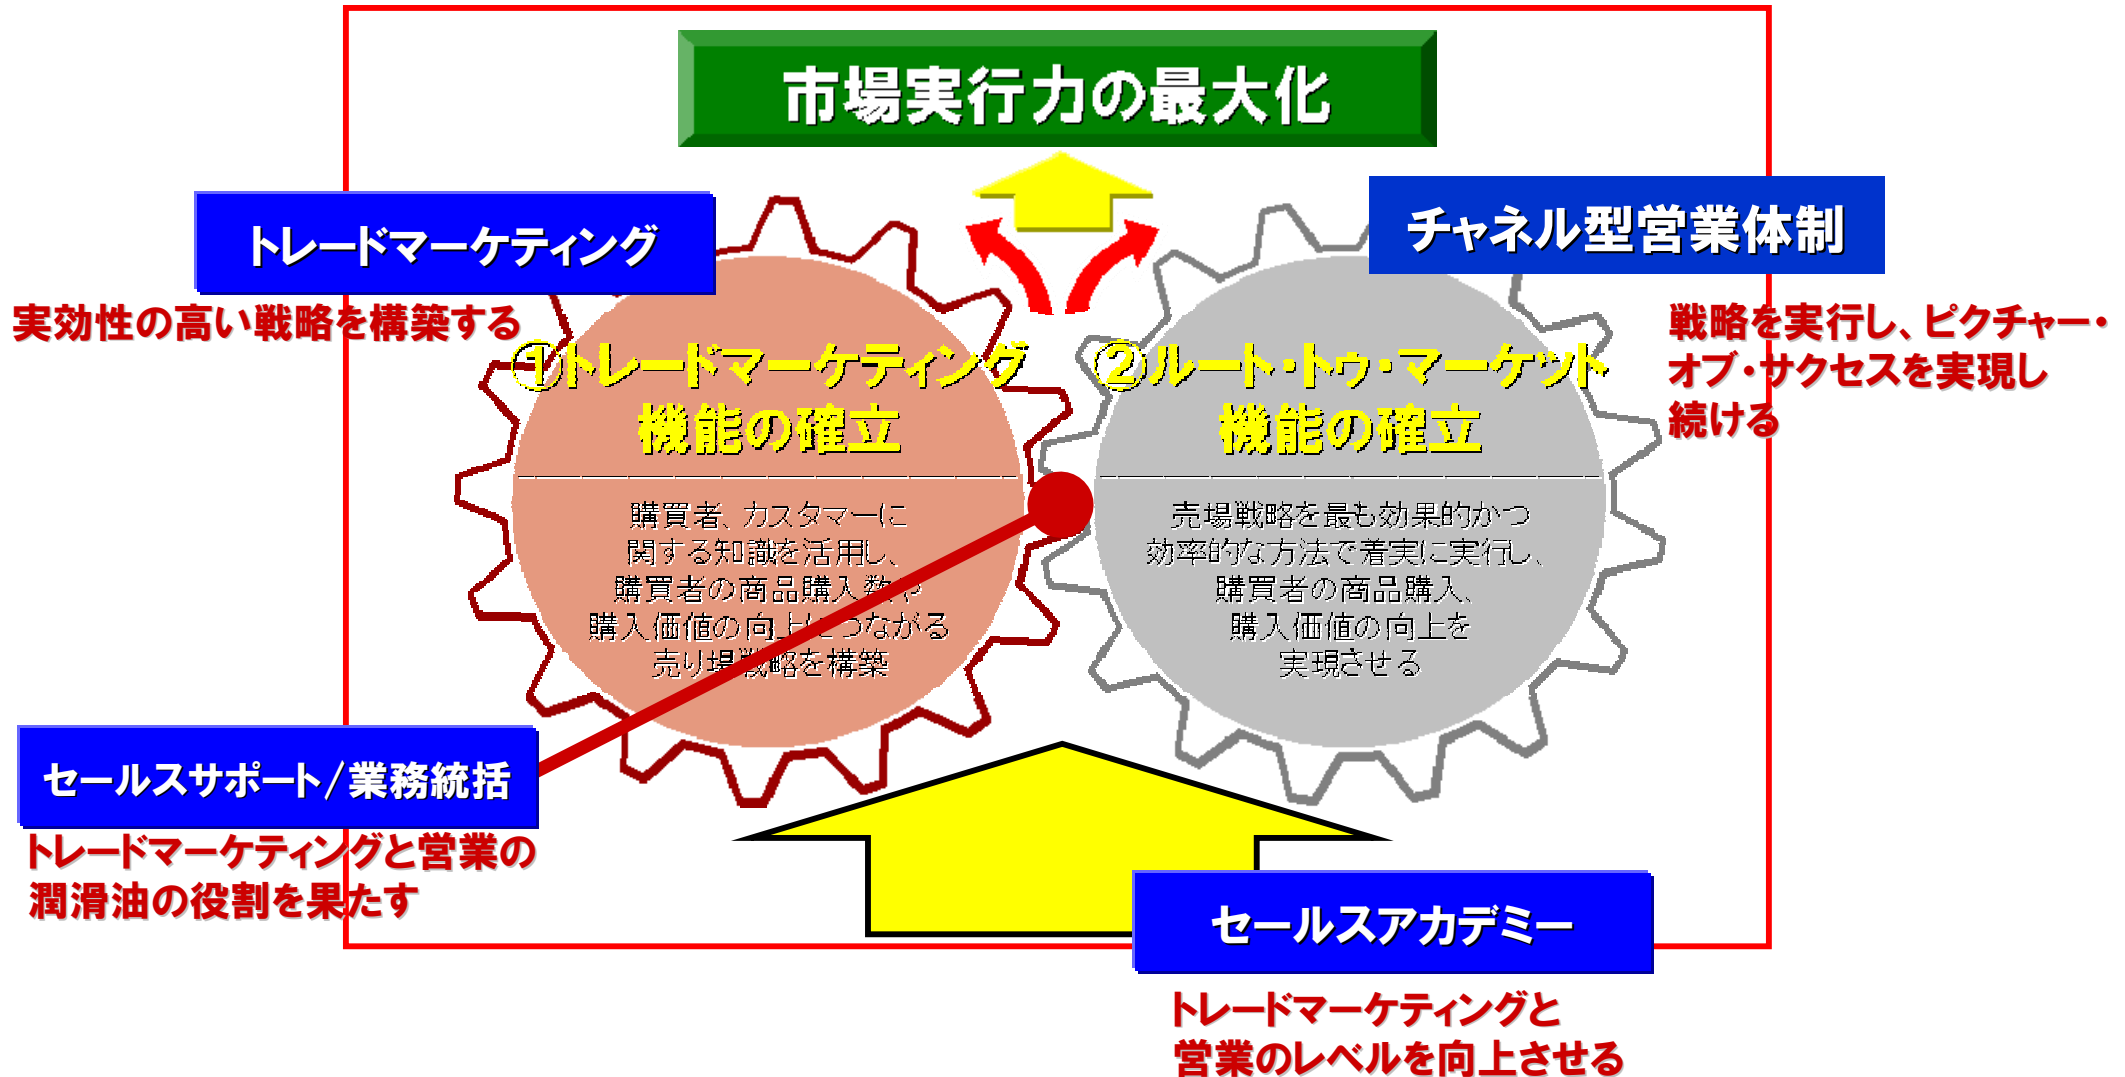 市場実行力の最大化
トレードマーケティング
実効性の高い戦略を構築する
チャネル型営業体制
戦略を実行し、ピクチャー・
オブ・サクセスを実現し
続ける
①トレードマーケティング
機能の確立
購買者、カスタマーに
関する知識を活用し、
購買者の商品購入数や
購入価値の向上につながる
売り場戦略を構築
②ルート・トゥ・マーケット
機能の確立
売場戦略を最も効果的かつ
効率的な方法で着実に実行し、
購買者の商品購入、
購入価値の向上を
実現させる
セールスサポート/業務統括
トレードマーケティングと営業の
潤滑油の役割を果たす
セールスアカデミー
トレードマーケティングと
営業のレベルを向上させる